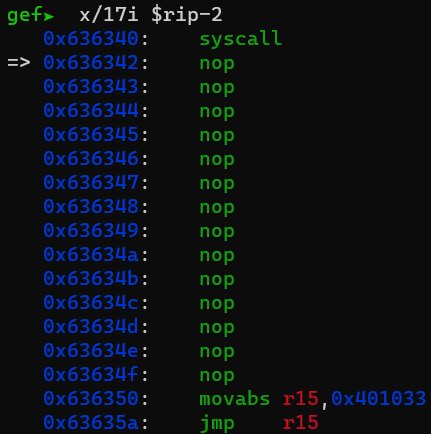 gef➤  x/17i $rip-2
   0x636340:    syscall
=> 0x636342:    nop
   0x636343:    nop
   0x636344:    nop
   0x636345:    nop
   0x636346:    nop
   0x636347:    nop
   0x636348:    nop
   0x636349:    nop
   0x63634a:    nop
   0x63634b:    nop
   0x63634c:    nop
   0x63634d:    nop
   0x63634e:    nop
   0x63634f:    nop
   0x636350:    movabs r15,0x401033
   0x63635a:    jmp    r15